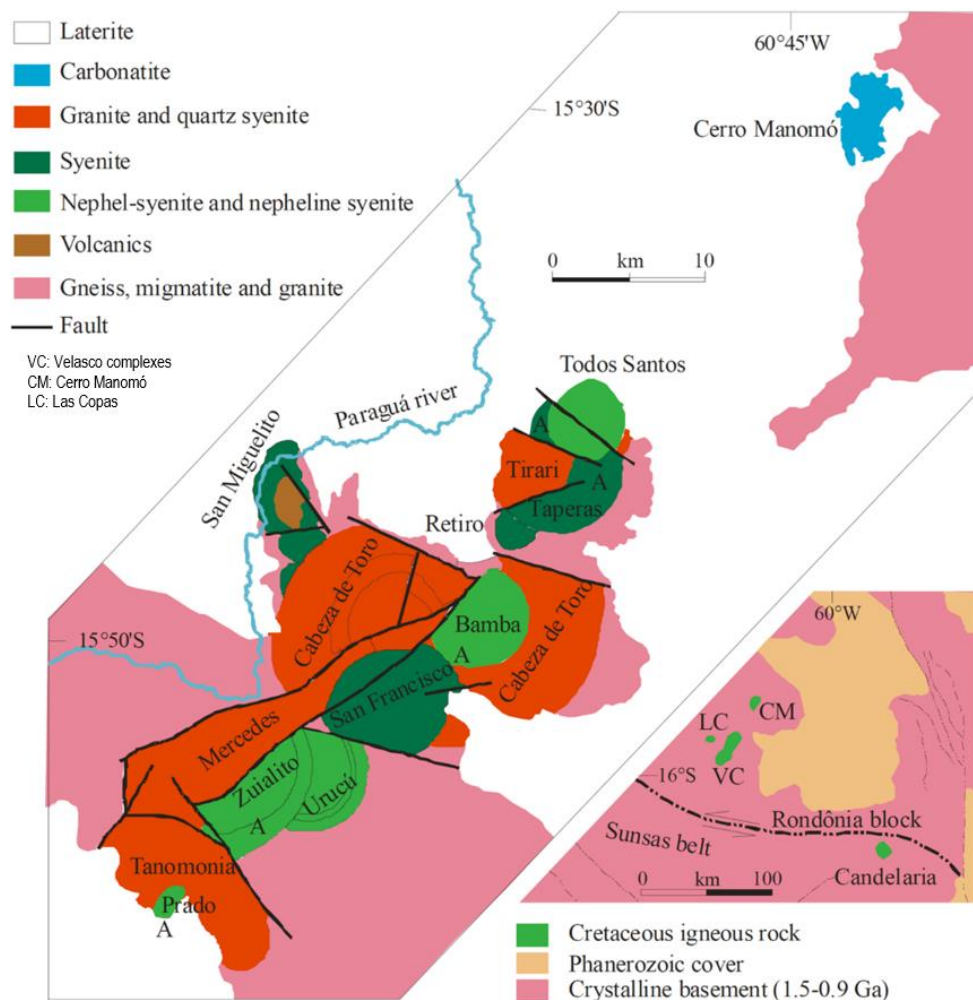 Laterite
Carbonatite
Granite and quartz syenite
Syenite
Nephel-syenite and nepheline syenite
Volcanics
Gneiss, migmatite and granite
Fault
VC: Velasco complexes
CM: Cerro Manomó
LC: Las Copas
60°45'W
15°30'S
Cerro Manomó
0 km 10
Todos Santos
Paraguá river
San Miguelito
A
Tirari
A
Taperas
Retiro
Cabeza de Toro
Bamba
A
Cabeza de Toro
15°50'S
San Francisco
Mercedes
Zuialito
Urucú
A
Tanomonia
Prado
A
60°W
LC
CM
VC
16°S
Rondônia block
Sunsas belt
0 km 100
Candelaria
Cretaceous igneous rock
Phanerozoic cover
Crystalline basement (1.5-0.9 Ga)